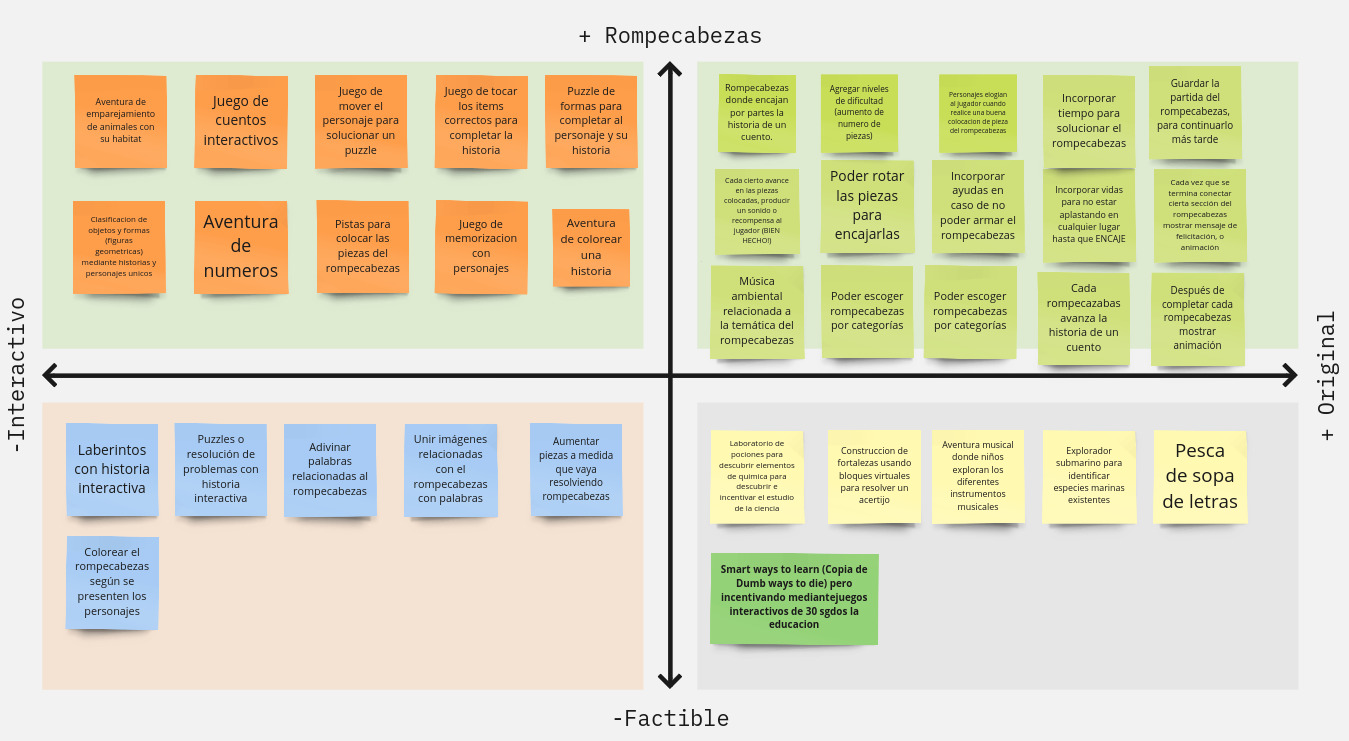 + Rompecabezas
Aventura de
emparejamiento
de animales con
su habitat
Juego de
cuentos
interactivos
Juego de
mover el
personaje para
solucionar un
puzzle
Juego de tocar
los items
correctos para
completar la
historia
Puzzle de
formas para
completar al
personaje y su
historia
Clasificacion de
objetos y formas
(figuras
geometricas)
mediante historias y
personajes unicos
Aventura
de
numeros
Pistas para
colocar las
piezas del
rompecabezas
Juego de
memorizacion
con
personajes
Aventura
de colorear
una
historia
Rompecabezas
donde encajan
por partes la
historia de un
cuento.
Agregar niveles
de dificultad
(aumento de
numero de
piezas)
Personajes elogian
al jugador cuando
realice una buena
colocacion de pieza
del rompecabezas
Incorporar
tiempo para
solucionar el
rompecabezas
Guardar la
partida del
rompecabezas,
para continuarlo
más tarde
Cada cierto avance
en las piezas
colocadas, producir
un sonido o
recompensa al
jugador (BIEN
HECHO!)
Poder rotar
las piezas
para
encajarlas
Incorporar
ayudas en
caso de no
poder armar el
rompecabezas
Incorporar vidas
para no estar
aplastando en
cualquier lugar
hasta que ENCAJE
Cada vez que se
termina conectar
cierta sección del
rompecabezas
mostrar mensaje de
felicitación, o
animación
Música
ambiental
relacionada a
la temática del
rompecabezas
Poder escoger
rompecabezas
por categorías
Poder escoger
rompecabezas
por categorías
Cada
rompecazabas
avanza la
historia de un
cuento
Después de
completar cada
rompecabezas
mostrar
animación
-Interactivo
+ Original
Laberintos
con historia
interactiva
Puzzles o
resolución de
problemas con
historia
interactiva
Adivinar
palabras
relacionadas al
rompecabezas
Unir imágenes
relacionadas
con el
rompecabezas
con palabras
Aumentar
piezas a medida
que vaya
resolviendo
rompecabezas
Colorear el
rompecabezas
según se
presenten los
personajes
Laboratorio de
pociones para
descubrir elementos
de quimica para
descubrir e
incentivar el estudio
de la ciencia
Construccion de
fortalezas usando
bloques virtuales
para resolver un
acertijo
Aventura musical
donde niños
exploran los
diferentes
instrumentos
musicales
Explorador
submarino para
identificar
especies marinas
existentes
Pesca
de sopa
de letras
Smart ways to learn (Copia de
Dumb ways to die) pero
incentivando mediantejuegos
interactivos de 30 sgdos la
educacion
-Factible